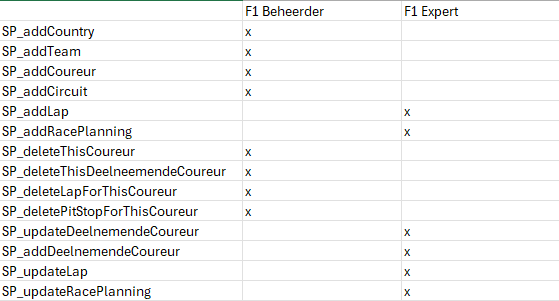 F1 Beheerder F1 Expert
SP_addCountry x
SP_addTeam x
SP_addCoureur x
SP_addCircuit x
SP_addLap x
SP_addRacePlanning x
SP_deleteThisCoureur x
SP_deleteThisDeelneemendeCoureur x
SP_deleteLapForThisCoureur x
SP_deletePitStopForThisCoureur x
SP_updateDeelnemendeCoureur x
SP_addDeelnemendeCoureur x
SP_updateLap x
SP_updateRacePlanning x